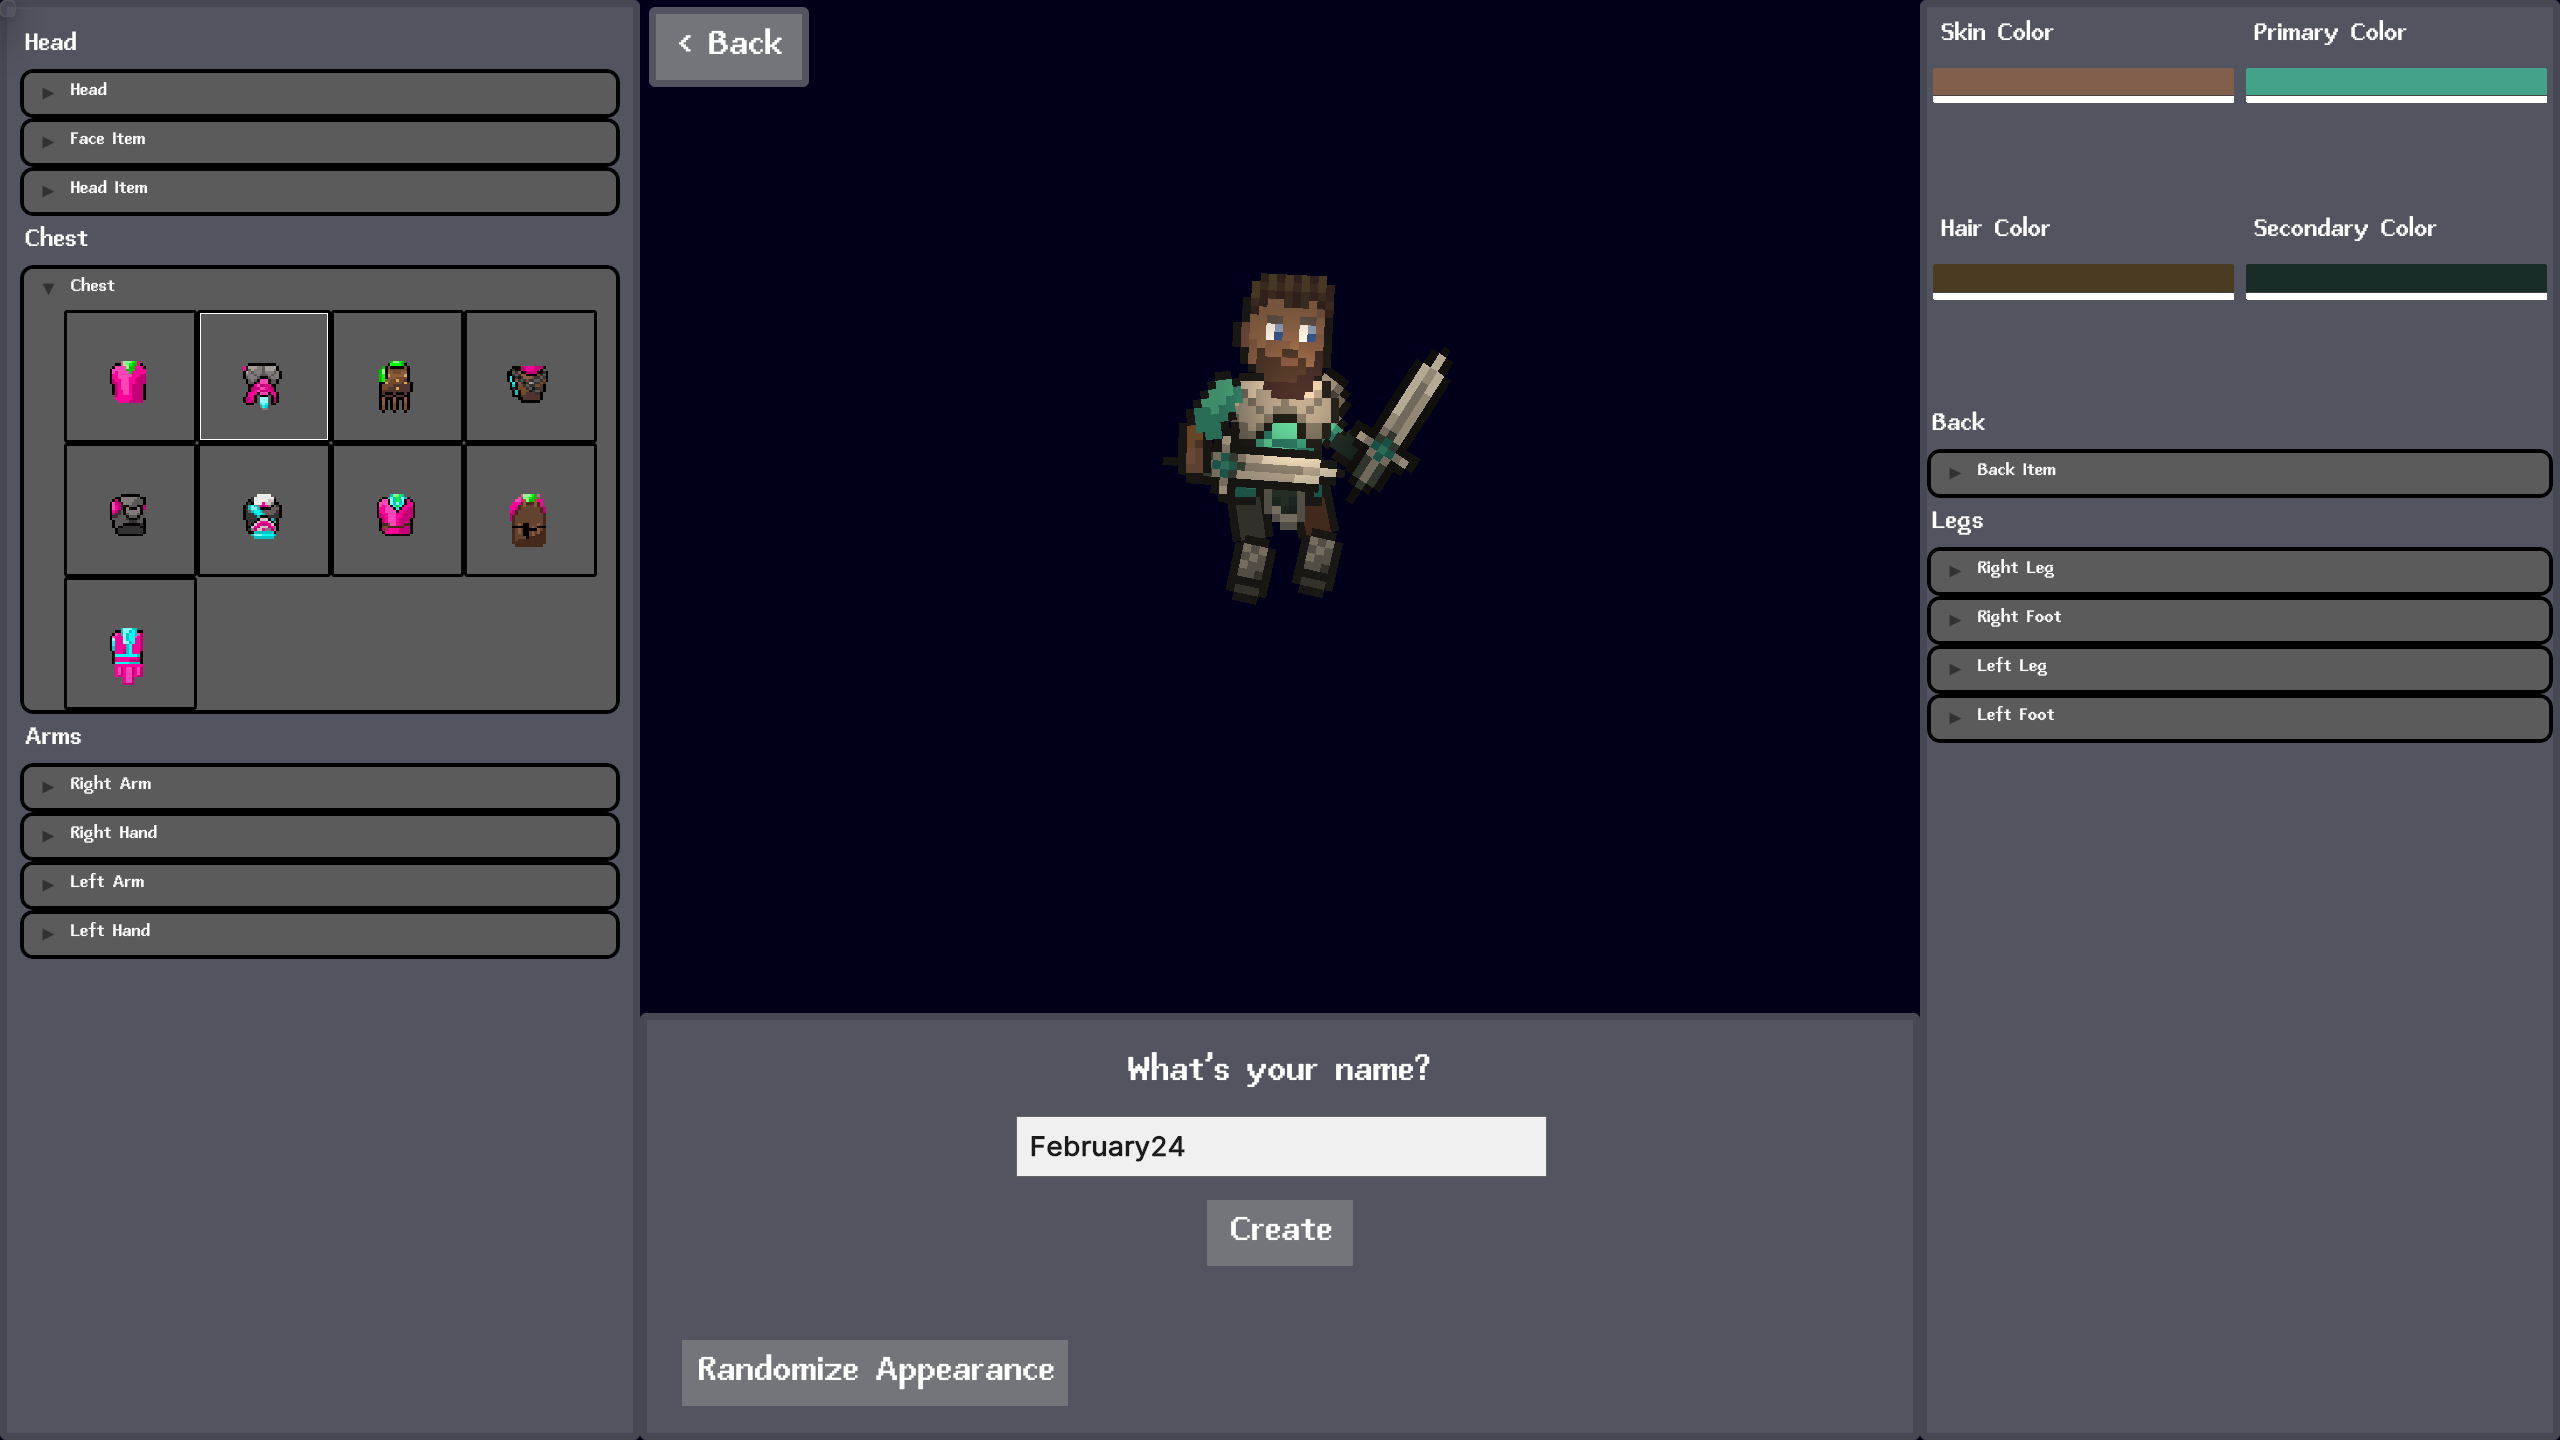 Head
Head
Face Item
Head Item
Chest
Chest
Arms
Right Arm
Right Hand
Left Arm
Left Hand
< Back
What's your name?
February24
Create
Randomize Appearance
Skin Color
Primary Color
Hair Color
Secondary Color
Back
Back Item
Legs
Right Leg
Right Foot
Left Leg
Left Foot